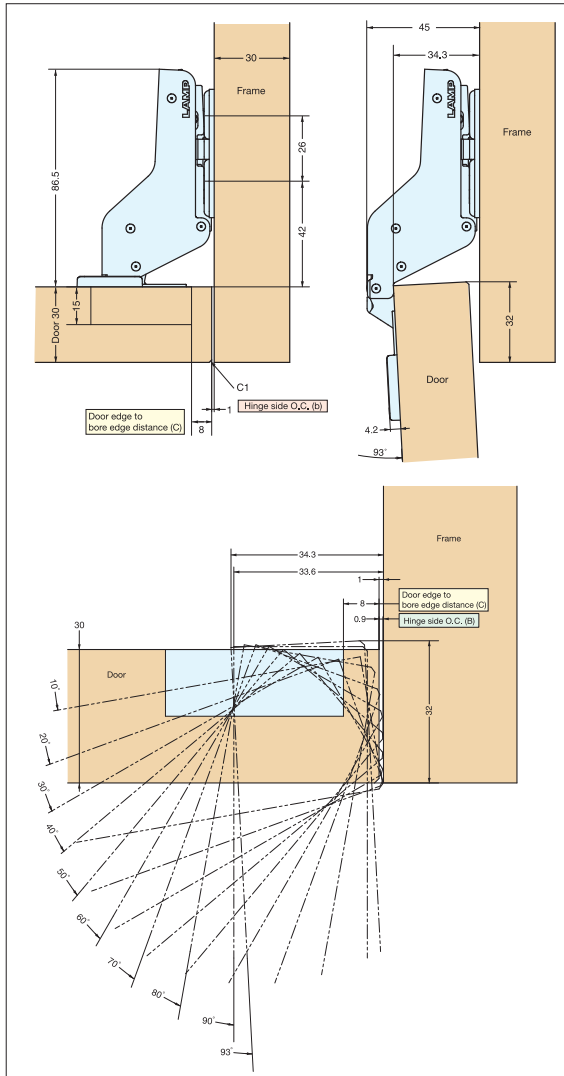 30
Frame
LAMP
86.5
26
42
Door 30
15
C1
1
Hinge side O.C. (b)
Door edge to
bore edge distance (C)
8
45
34.3
Frame
LAMP
32
Door
4.2
93°
Frame
34.3
33.6
1
Door edge to
bore edge distance (C)
8
0.9
Hinge side O.C. (B)
30
Door
32
10°
20°
30°
40°
50°
60°
70°
80°
90°
93°